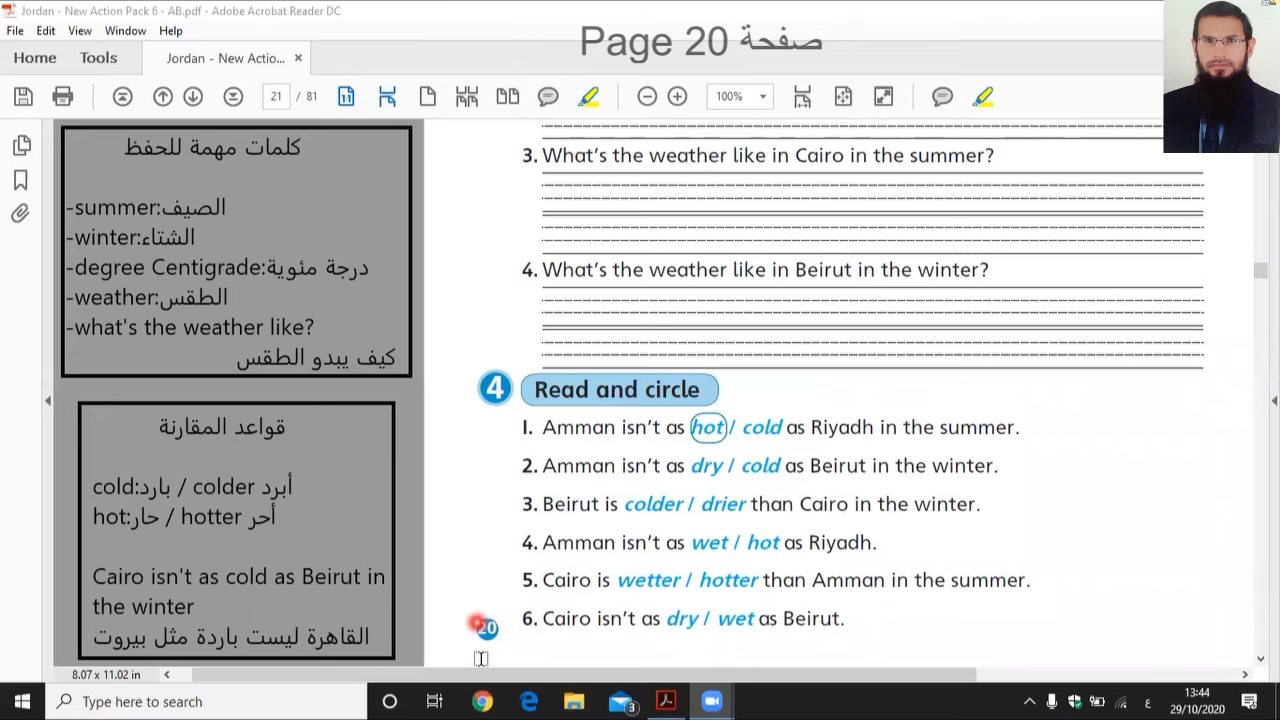 Jordan - New Action Pack 6 - AB.pdf - Adobe Acrobat Reader DC
File Edit View Window Help
Home Tools Jordan - New Actio... ×
Page 20 صفحة
21 / 81
100%
كلمات مهمة للحفظ
-summer:الصيف
-winter:الشتاء
-degree Centigrade:درجة مئوية
-weather:الطقس
-what's the weather like?
كيف يبدو الطقس
قواعد المقارنة
cold:بارد / colder أبرد
hot:حار / hotter أحر
Cairo isn't as cold as Beirut in
the winter
القاهرة ليست باردة مثل بيروت
3. What's the weather like in Cairo in the summer?
4. What's the weather like in Beirut in the winter?
4 Read and circle
1. Amman isn't as hot / cold as Riyadh in the summer.
2. Amman isn't as dry / cold as Beirut in the winter.
3. Beirut is colder / drier than Cairo in the winter.
4. Amman isn't as wet / hot as Riyadh.
5. Cairo is wetter / hotter than Amman in the summer.
6. Cairo isn't as dry / wet as Beirut.
20
8.07 x 11.02 in
Type here to search
3
ع
13:44
29/10/2020